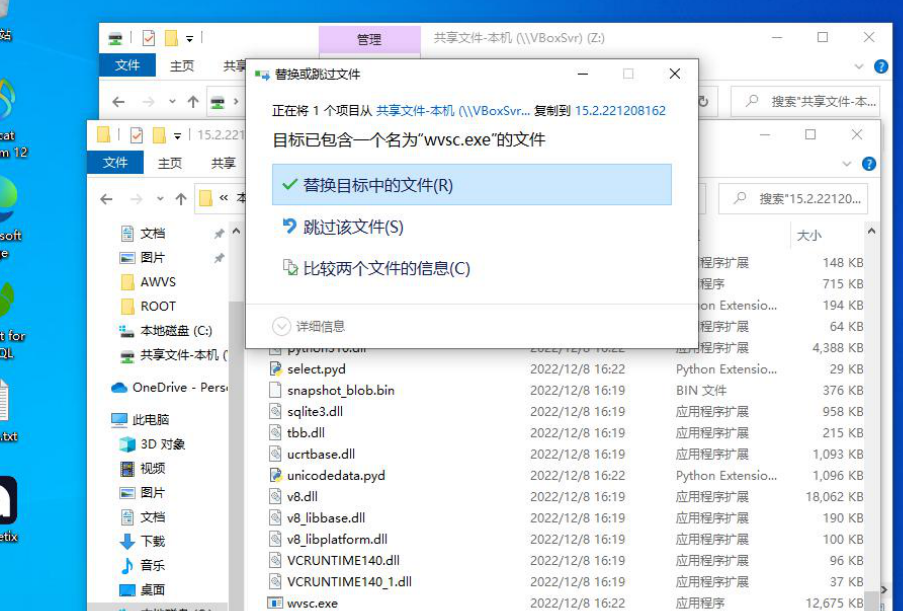 站
管理
共享文件-本机 (\\VBoxSvr) (Z:)
文件
主页
共享
搜索"共享文件-本...
cat
m 12
15.2.221
文件
主页
共享
搜索"15.2.22120...
soft
e
替换或跳过文件
正在将 1 个项目从 共享文件-本机 (\\VBoxSvr... 复制到 15.2.221208162
目标已包含一个名为"wvsc.exe"的文件
替换目标中的文件(R)
跳过该文件(S)
比较两个文件的信息(C)
详细信息
文档
图片
AWVS
ROOT
本地磁盘 (C:)
共享文件-本机 (
OneDrive - Pers
此电脑
3D 对象
视频
图片
文档
下载
音乐
桌面
t for
QL
.txt
etix
大小
程序扩展 148 KB
程序 715 KB
on Extensio... 194 KB
程序扩展 64 KB
python310.dll 2022/12/8 16:22 应用程序扩展 4,388 KB
select.pyd 2022/12/8 16:22 Python Extensio... 29 KB
snapshot_blob.bin 2022/12/8 16:19 BIN 文件 376 KB
sqlite3.dll 2022/12/8 16:19 应用程序扩展 958 KB
tbb.dll 2022/12/8 16:19 应用程序扩展 215 KB
ucrtbase.dll 2022/12/8 16:19 应用程序扩展 1,093 KB
unicodedata.pyd 2022/12/8 16:22 Python Extensio... 1,096 KB
v8.dll 2022/12/8 16:19 应用程序扩展 18,062 KB
v8_libbase.dll 2022/12/8 16:19 应用程序扩展 190 KB
v8_libplatform.dll 2022/12/8 16:19 应用程序扩展 100 KB
VCRUNTIME140.dll 2022/12/8 16:19 应用程序扩展 96 KB
VCRUNTIME140_1.dll 2022/12/8 16:19 应用程序扩展 37 KB
wvsc.exe 2022/12/8 16:22 应用程序 12,675 KB